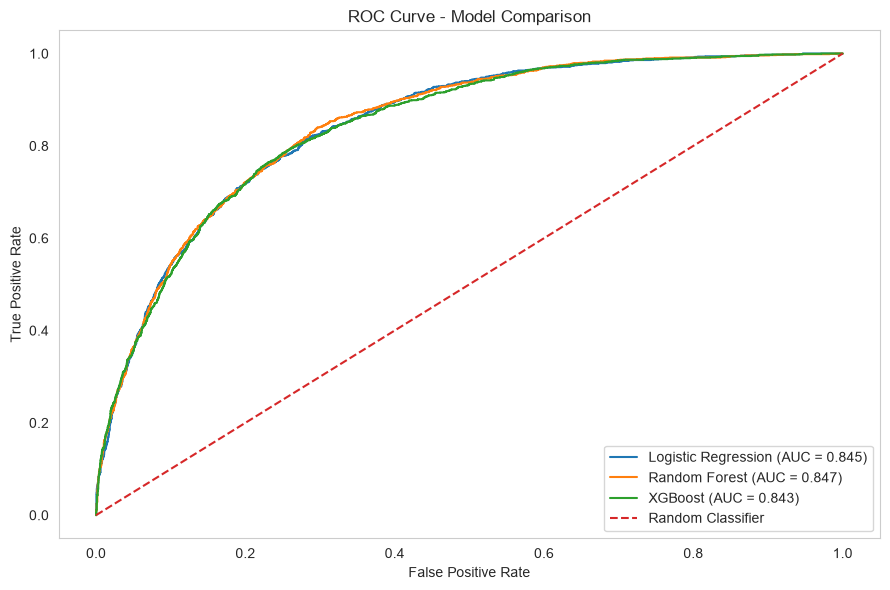 ROC Curve - Model Comparison
True Positive Rate
1.0
0.8
0.6
0.4
0.2
0.0
Logistic Regression (AUC = 0.845)
Random Forest (AUC = 0.847)
XGBoost (AUC = 0.843)
Random Classifier
0.0 0.2 0.4 0.6 0.8 1.0
False Positive Rate